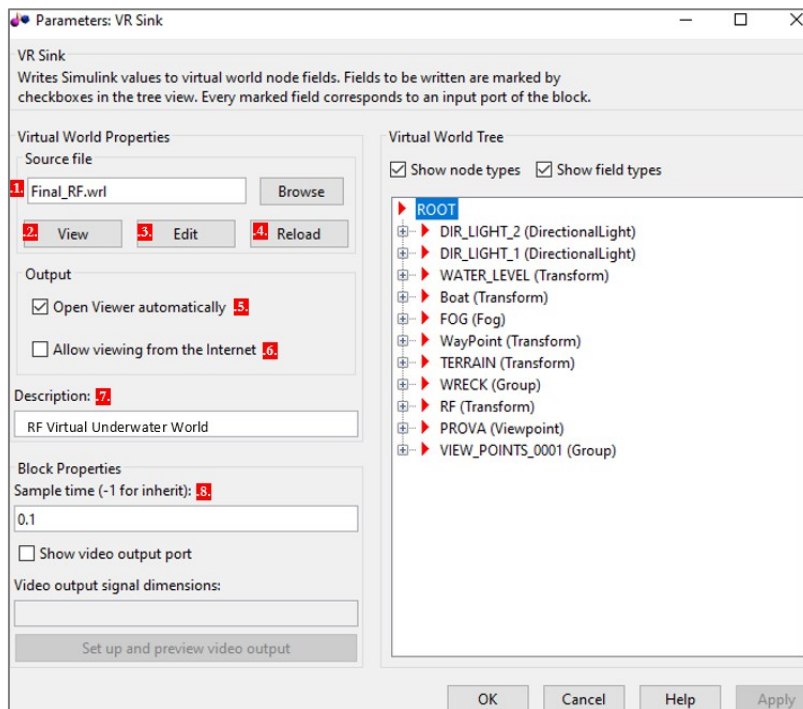 Parameters: VR Sink
VR Sink
Writes Simulink values to virtual world node fields. Fields to be written are marked by
checkboxes in the tree view. Every marked field corresponds to an input port of the block.
Virtual World Properties
Source file
.1. Final_RF.wrl Browse
.2. View .3. Edit .4. Reload
Output
Open Viewer automatically .5.
Allow viewing from the Internet .6.
Description: .7.
RF Virtual Underwater World
Block Properties
Sample time (-1 for inherit): .8.
0.1
Show video output port
Video output signal dimensions:
Set up and preview video output
Virtual World Tree
Show node types Show field types
ROOT
DIR_LIGHT_2 (DirectionalLight)
DIR_LIGHT_1 (DirectionalLight)
WATER_LEVEL (Transform)
Boat (Transform)
FOG (Fog)
WayPoint (Transform)
TERRAIN (Transform)
WRECK (Group)
RF (Transform)
PROVA (Viewpoint)
VIEW_POINTS_0001 (Group)
OK Cancel Help Apply